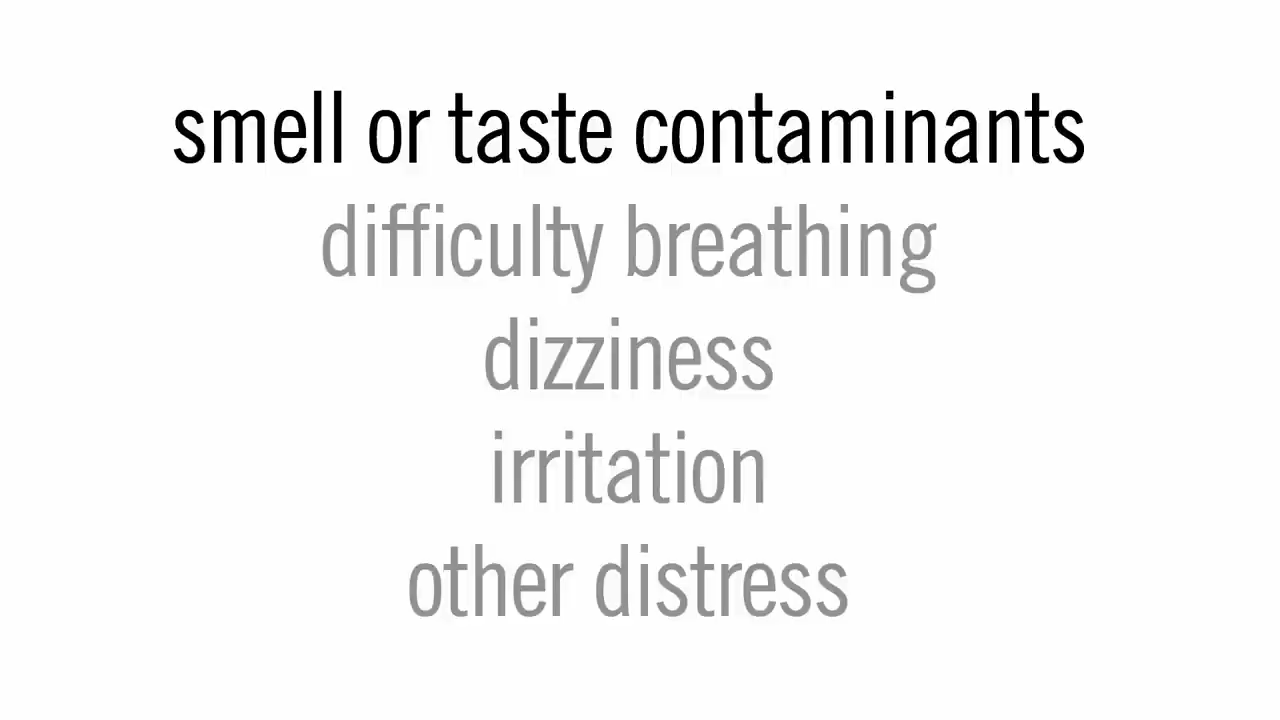 smell or taste contaminants
difficulty breathing
dizziness
irritation
other distress